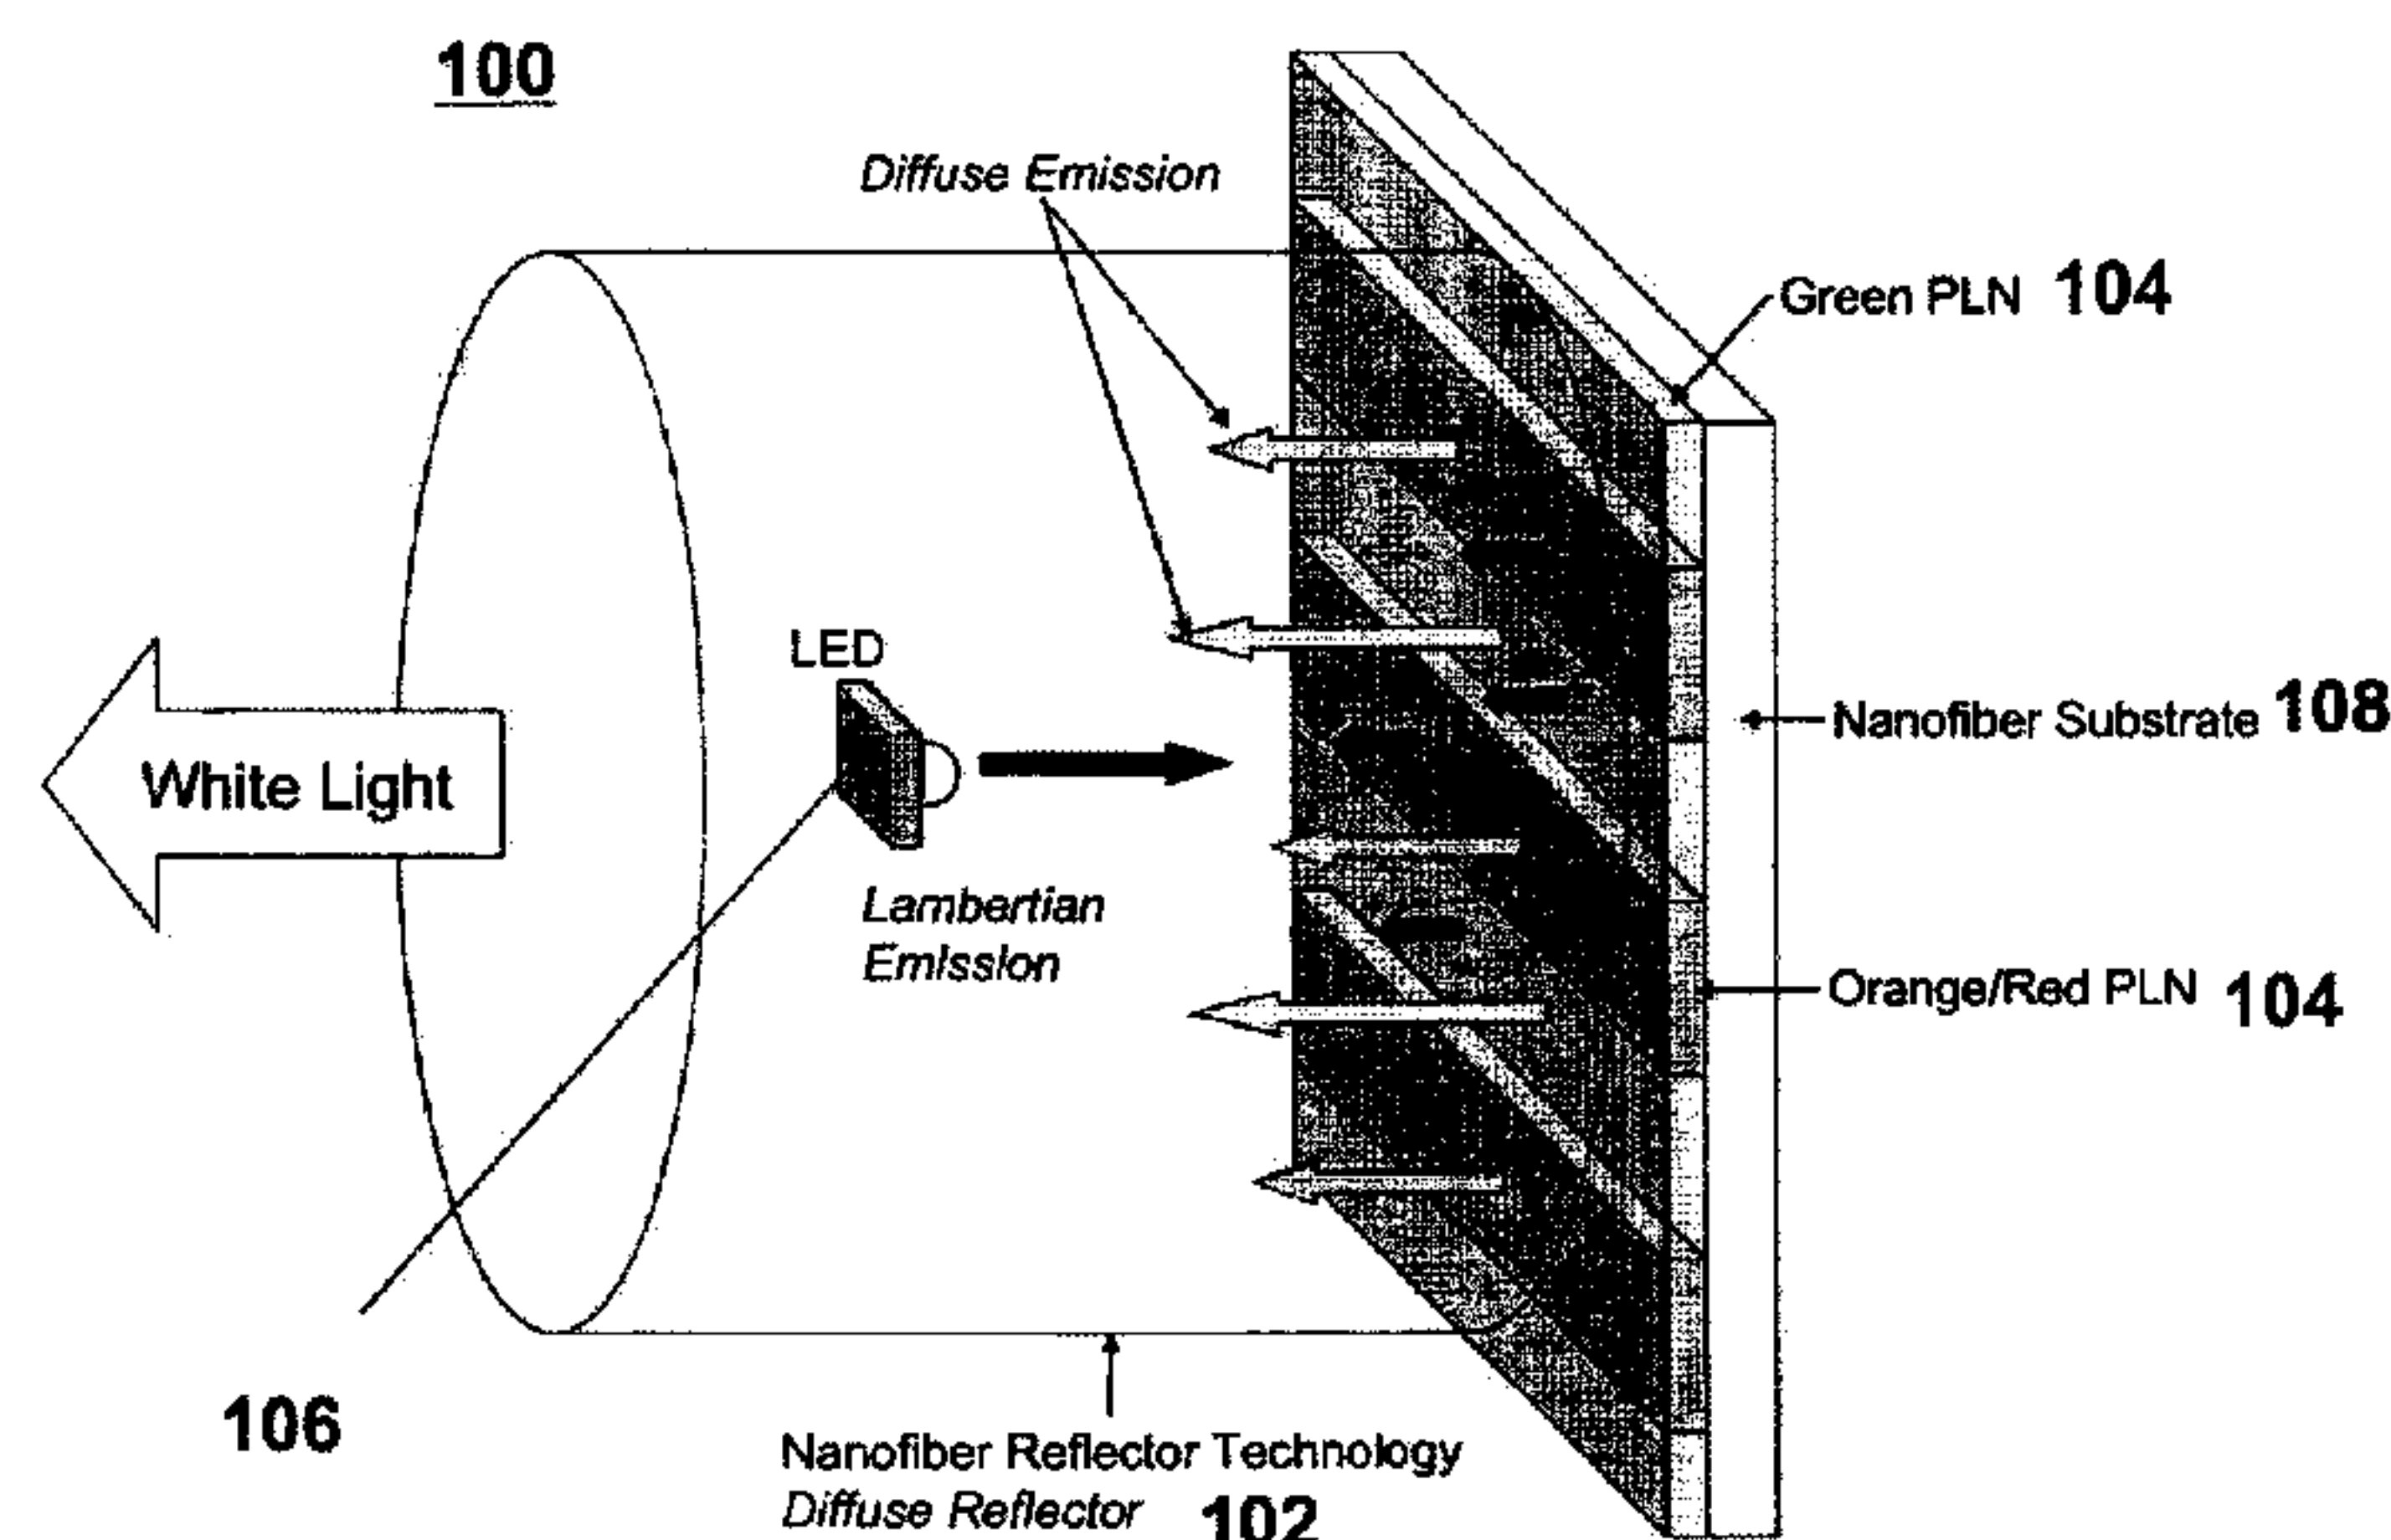 100
Diffuse Emission
Green PLN 104
LED
Nanofiber Substrate 108
White Light
Lambertian
Emission
Orange/Red PLN 104
106
Nanofiber Reflector Technology
Diffuse Reflector 102